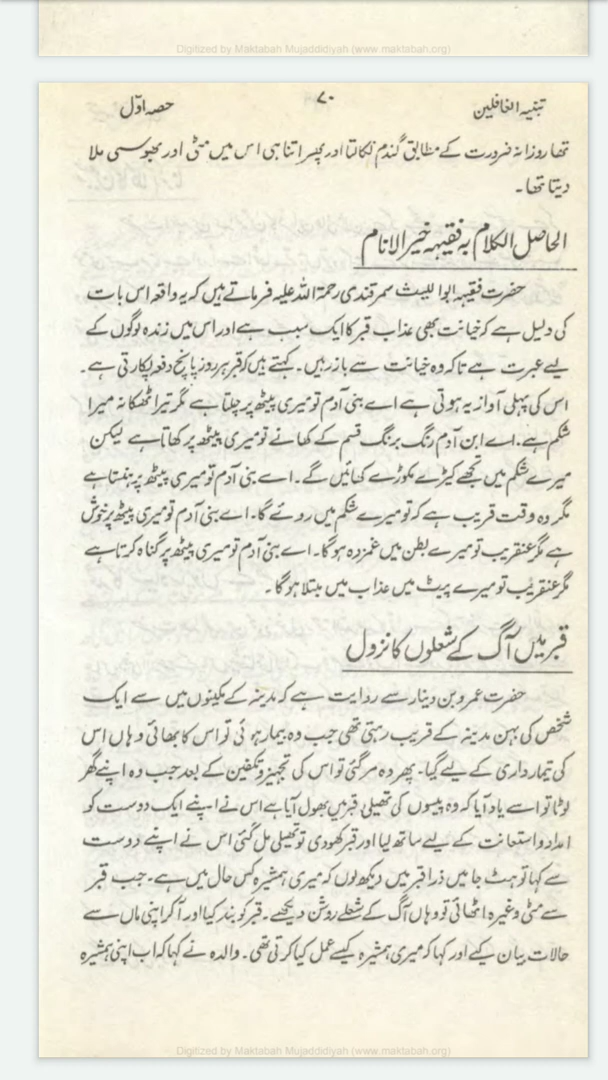 Digitized by Maktabah Mujaddidiyah (www.maktabah.org)
تنبیہ الغافلین
۷۰
حصہ اوّل
تھا روزانہ ضرورت کے مطابق گندم نکالتا اور پھر اتنا ہی اس میں مٹی اور بھوسی ملا
دیتا تھا۔
الحاصل الکلام بہ فقیہہ خیر الانام
حضرت فقیہہ ابو اللیث سمرقندی رحمۃ اللہ علیہ فرماتے ہیں کہ یہ واقعہ اس بات
کی دلیل ہے کہ خیانت بھی عذاب قبر کا ایک سبب ہے اور اس میں زندہ لوگوں کے
لیے عبرت ہے تاکہ وہ خیانت سے باز رہیں۔ کہتے ہیں کہ قبر ہر روز پانچ دفعہ پکارتی ہے۔
اس کی پہلی آواز یہ ہوتی ہے اے بنی آدم تو میری پیٹھ پر چلتا ہے مگر تیرا ٹھکانہ میرا
شکم ہے۔ اے ابن آدم رنگ برنگ قسم کے کھانے تو میری پیٹھ پر کھاتا ہے لیکن
میرے شکم میں تجھے کیڑے مکوڑے کھائیں گے۔ اے بنی آدم تو میری پیٹھ پر ہنستا ہے
مگر وہ وقت قریب ہے کہ تو میرے شکم میں روئے گا۔ اے بنی آدم تو میری پیٹھ پر خوش
ہے مگر عنقریب تو میرے بطن میں غمزدہ ہوگا۔ اے بنی آدم تو میری پیٹھ پر گناہ کرتا ہے
مگر عنقریب تو میرے پیٹ میں عذاب میں مبتلا ہوگا۔
قبر میں آگ کے شعلوں کا نزول
حضرت عمرو بن دینار سے روایت ہے کہ مدینہ کے مکینوں میں سے ایک
شخص کی بہن مدینہ کے قریب رہتی تھی جب وہ بیمار ہوئی تو اس کا بھائی وہاں اس
کی تیمارداری کے لیے گیا۔ پھر وہ مر گئی تو اس کی تجہیز و تکفین کے بعد جب وہ اپنے گھر
لوٹا تو اسے یاد آیا کہ وہ پیسوں کی تھیلی قبر میں بھول آیا ہے اس نے اپنے ایک دوست کو
امداد و استعانت کے لیے ساتھ لیا اور قبر کھودی تو تھیلی مل گئی اس نے اپنے دوست
سے کہا تو ہٹ جا میں ذرا قبر میں دیکھ لوں کہ میری ہمشیرہ کس حال میں ہے۔ جب قبر
سے مٹی وغیرہ اٹھائی تو وہاں آگ کے شعلے روشن دیکھے۔ قبر کو بند کیا اور آ کر اپنی ماں سے
حالات بیان کیے اور کہا کہ میری ہمشیرہ کیسے عمل کیا کرتی تھی۔ والدہ نے کہا کہ اب اپنی ہمشیرہ
Digitized by Maktabah Mujaddidiyah (www.maktabah.org)